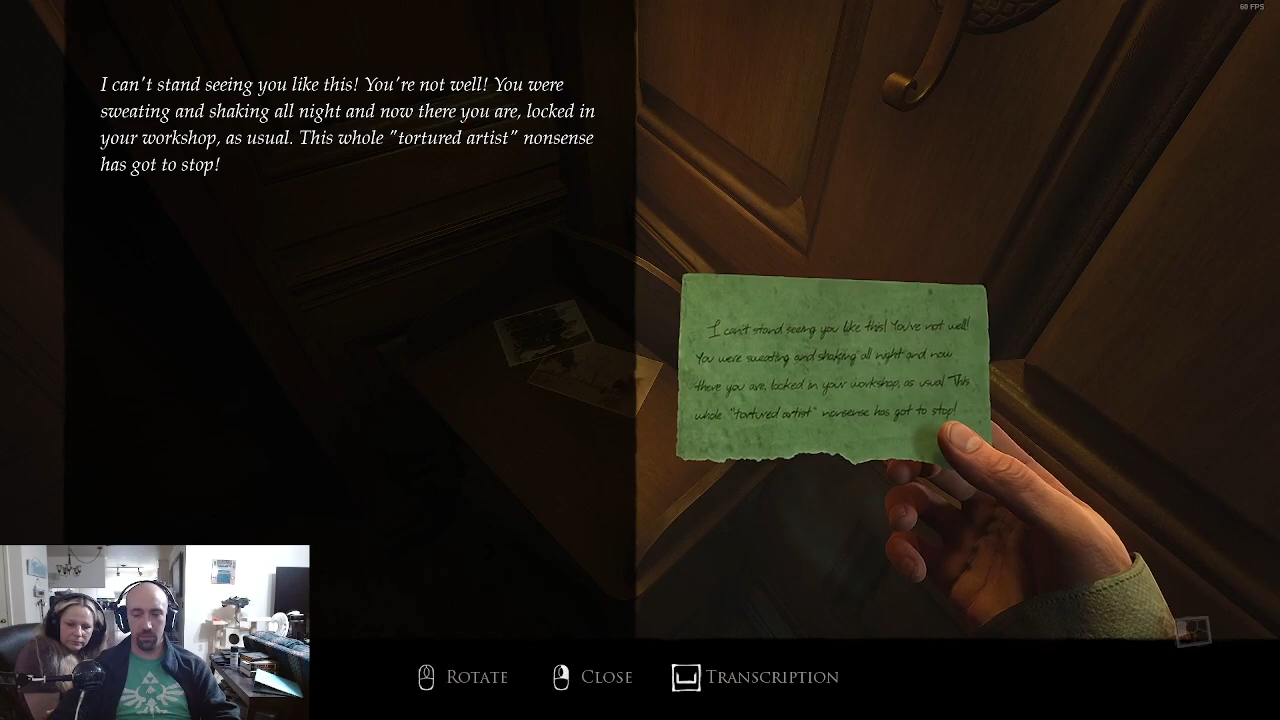 60 FPS
I can't stand seeing you like this! You're not well! You were
sweating and shaking all night and now there you are, locked in
your workshop, as usual. This whole "tortured artist" nonsense
has got to stop!
I can't stand seeing you like this! You've not well!
You were sweating and shaking all night and now
there you are, locked in your workshop, as usual This
whole "tortured artist" nonsense has got to stop!
ROTATE
CLOSE
TRANSCRIPTION